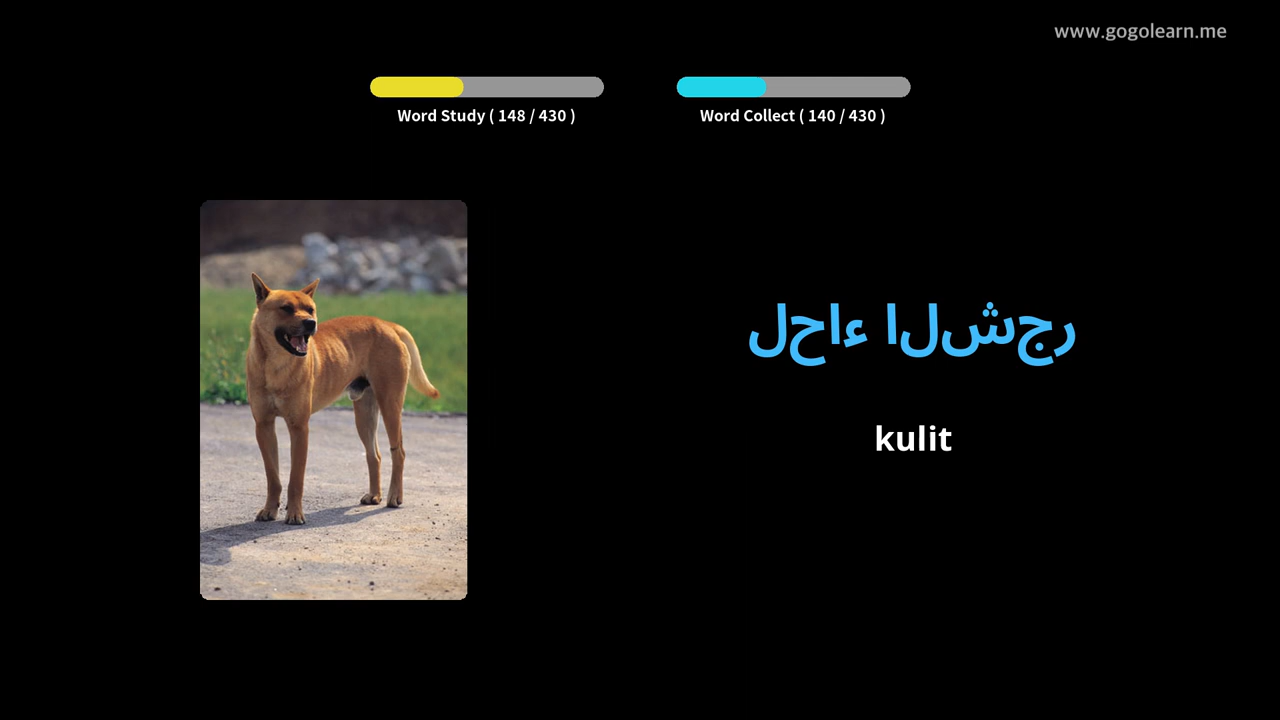 www.gogolearn.me
Word Study ( 148 / 430 )
Word Collect ( 140 / 430 )
لحاء الشجر
kulit